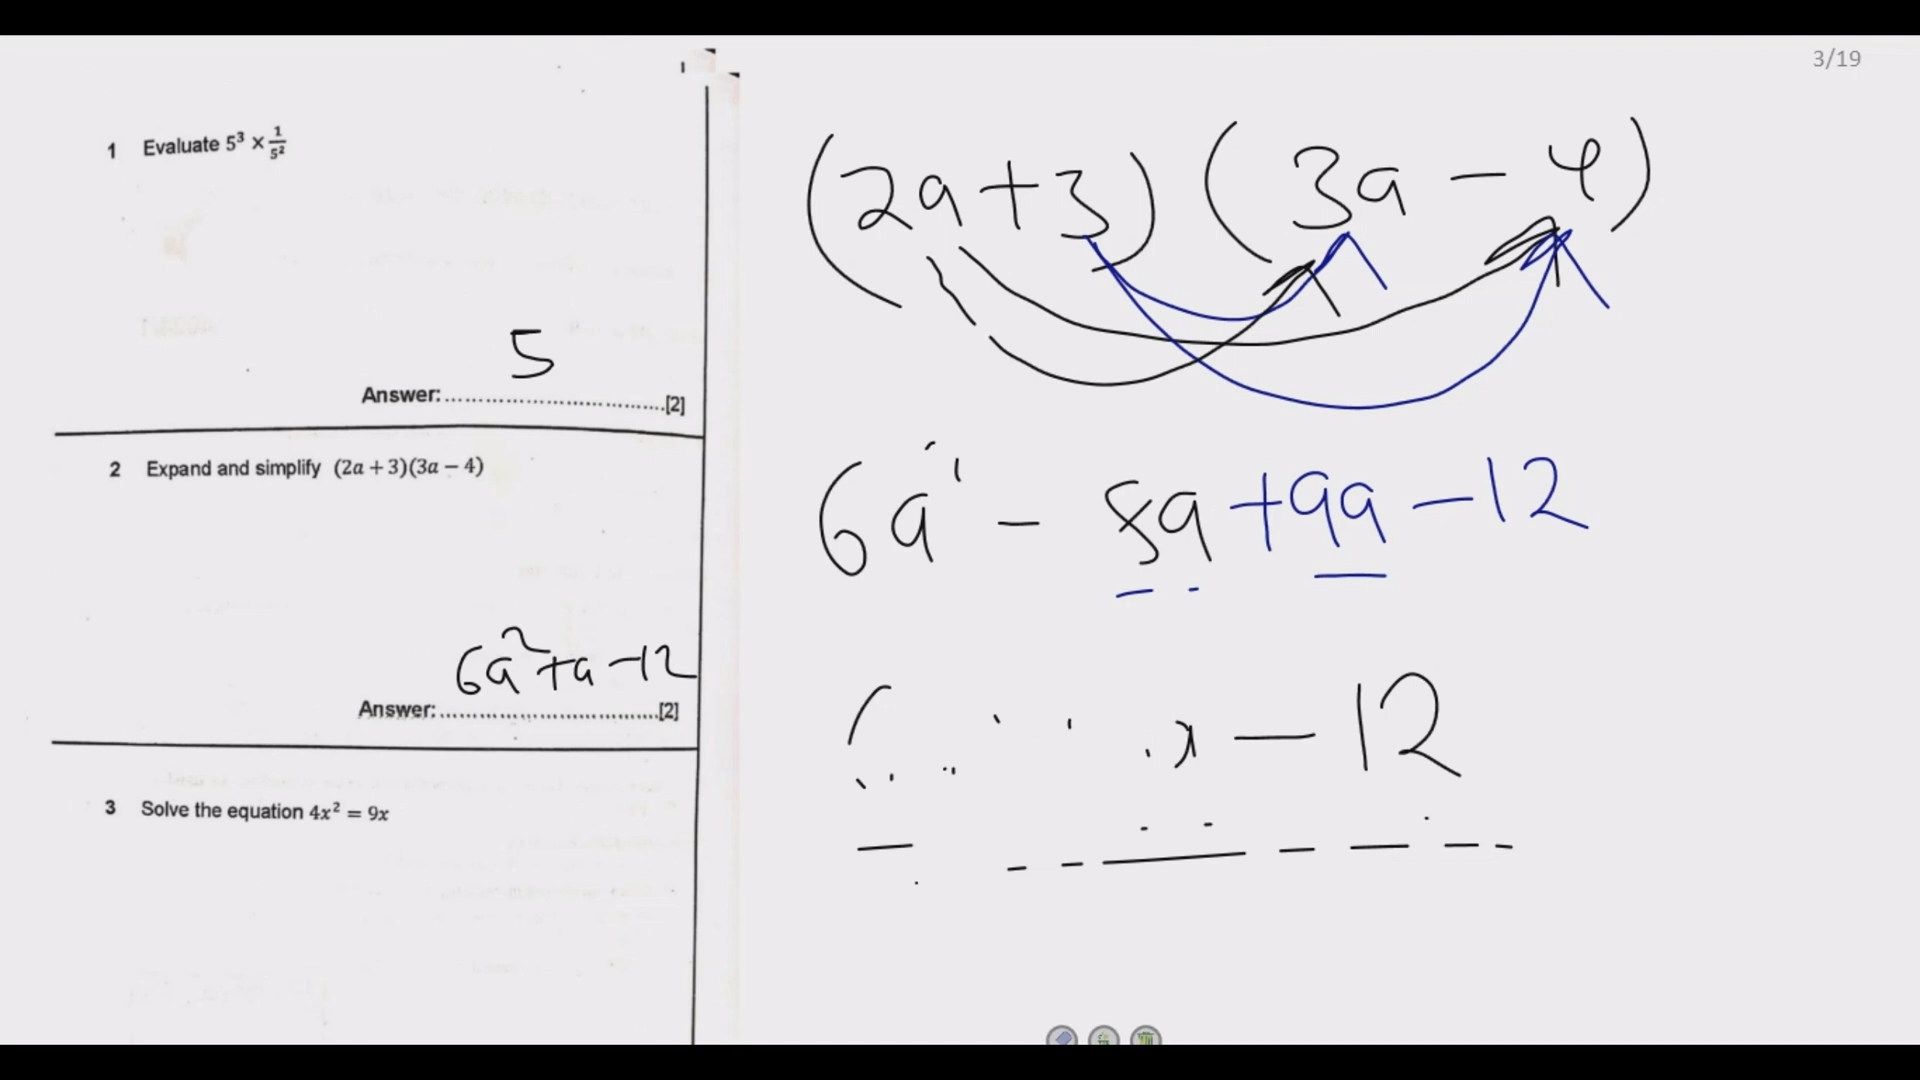 3/19
1 Evaluate 5³ × 1/5²
5
Answer:..............................[2]
2 Expand and simplify (2a + 3)(3a − 4)
6a² + a − 12
Answer:..............................[2]
3 Solve the equation 4x² = 9x
(2a + 3) (3a − 4)
6a − 8a + 9a − 12
− 12